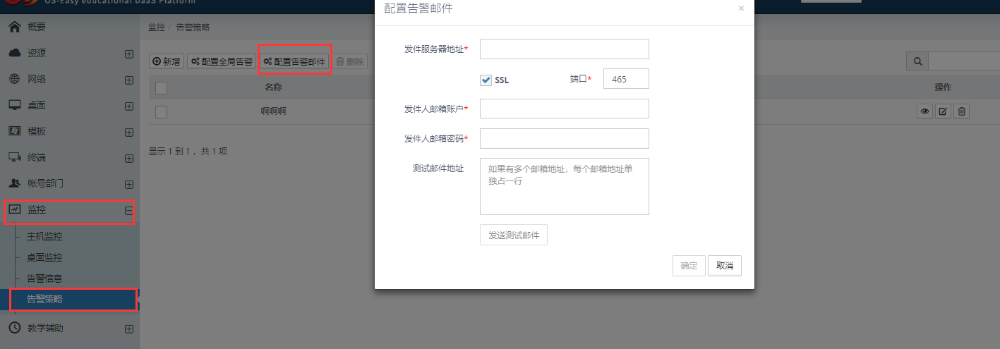 OS-Easy educational DaaS Platform
概要
资源
网络
桌面
模板
终端
帐号部门
监控
主机监控
桌面监控
告警信息
告警策略
教学辅助
监控 / 告警策略
新增 配置全局告警 配置告警邮件 删除
名称 操作
啊啊啊
显示 1 到 1 ，共 1 项
配置告警邮件 ×
发件服务器地址*
SSL 端口* 465
发件人邮箱账户*
发件人邮箱密码*
测试邮件地址
如果有多个邮箱地址，每个邮箱地址单
独占一行
发送测试邮件
确定 取消